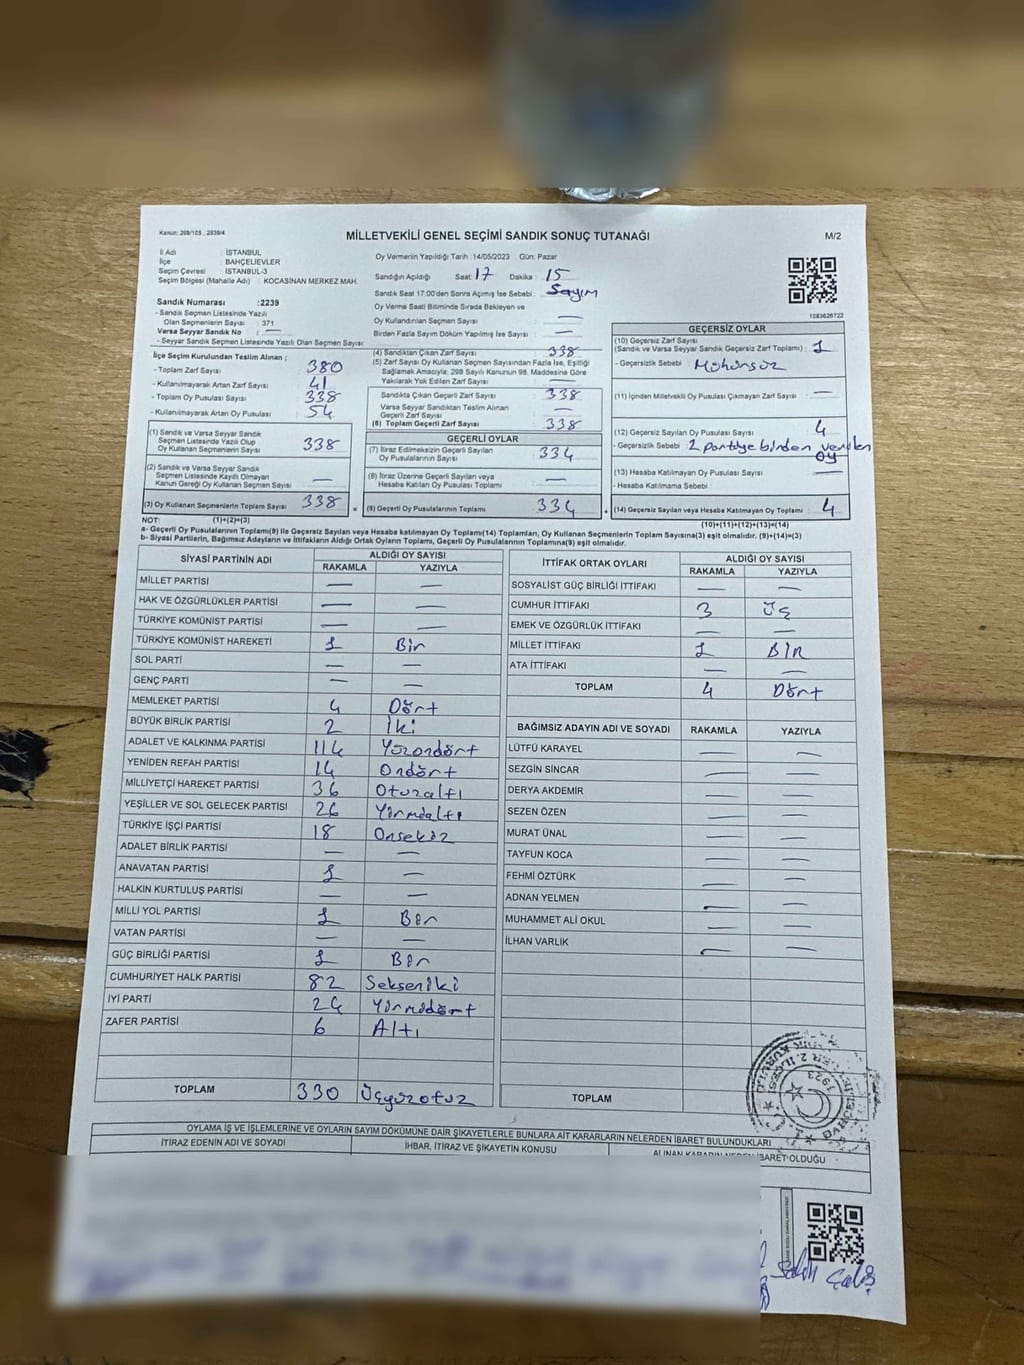 Kanun: 298/105 , 2839/4
MİLLETVEKİLİ GENEL SEÇİMİ SANDIK SONUÇ TUTANAĞI
M/2
İl Adı : İSTANBUL
İlçe : BAHÇELİEVLER
Seçim Çevresi : İSTANBUL-3
Seçim Bölgesi (Mahalle Adı) : KOCASİNAN MERKEZ MAH.
Sandık Numarası :2239
- Sandık Seçmen Listesinde Yazılı
Olan Seçmenlerin Sayısı : 371
Varsa Seyyar Sandık No : —
- Seyyar Sandık Seçmen Listesinde Yazılı Olan Seçmen Sayısı:
Oy Vermenin Yapıldığı Tarih :14/05/2023 Gün: Pazar
Sandığın Açıldığı Saat: 17 Dakika : 15
Sandık Saat 17:00'den Sonra Açılmış İse Sebebi : Sayım
Oy Verme Saati Bitiminde Sırada Bekleyen ve
Oy Kullandırılan Seçmen Sayısı : —
Birden Fazla Sayım Döküm Yapılmış İse Sayısı : —
1083626722
İlçe Seçim Kurulundan Teslim Alınan ;
- Toplam Zarf Sayısı : 380
- Kullanılmayarak Artan Zarf Sayısı : 41
- Toplam Oy Pusulası Sayısı : 338
- Kullanılmayarak Artan Oy Pusulası : 54
(1) Sandık ve Varsa Seyyar Sandık
Seçmen Listesinde Yazılı Olup
Oy Kullanan Seçmenlerin Sayısı : 338
(2) Sandık ve Varsa Seyyar Sandık
Seçmen Listesinde Kayıtlı Olmayan
Kanun Gereği Oy Kullanan Seçmen Sayısı : —
(3) Oy Kullanan Seçmenlerin Toplam Sayısı : 338
(4) Sandıktan Çıkan Zarf Sayısı : 338
(5) Zarf Sayısı Oy Kullanan Seçmen Sayısından Fazla İse, Eşitliği
Sağlamak Amacıyla; 298 Sayılı Kanunun 98. Maddesine Göre
Yakılarak Yok Edilen Zarf Sayısı : —
Sandıkta Çıkan Geçerli Zarf Sayısı : 338
Varsa Seyyar Sandıktan Teslim Alınan
Geçerli Zarf Sayısı : —
(6) Toplam Geçerli Zarf Sayısı : 338
GEÇERLİ OYLAR
(7) İtiraz Edilmeksizin Geçerli Sayılan
Oy Pusulalarının Sayısı : 334
(8) İtiraz Üzerine Geçerli Sayılan veya
Hesaba Katılan Oy Pusulası Toplamı : —
(9) Geçerli Oy Pusulalarının Toplamı : 334
GEÇERSİZ OYLAR
(10) Geçersiz Zarf Sayısı
(Sandık ve Varsa Seyyar Sandık Geçersiz Zarf Toplamı) : 1
- Geçersizlik Sebebi : Mühürsüz
(11) İçinden Milletvekili Oy Pusulası Çıkmayan Zarf Sayısı : —
(12) Geçersiz Sayılan Oy Pusulası Sayısı : 4
- Geçersizlik Sebebi : 2 partiye birden verilen
oy
(13) Hesaba Katılmayan Oy Pusulası Sayısı : —
- Hesaba Katılmama Sebebi :
(14) Geçersiz Sayılan veya Hesaba Katılmayan Oy Toplamı : 4
NOT: (1)+(2)=(3)
(10)+(11)+(12)+(13)=(14)
a- Geçerli Oy Pusulalarının Toplamı(9) ile Geçersiz Sayılan veya Hesaba katılmayan Oy Toplamı(14) Toplamları, Oy Kullanan Seçmenlerin Toplam Sayısına(3) eşit olmalıdır. (9)+(14)=(3)
b- Siyasi Partilerin, Bağımsız Adayların ve İttifakların Aldığı Ortak Oyların Toplamı, Geçerli Oy Pusulalarının Toplamına(9) eşit olmalıdır.
SİYASİ PARTİNİN ADI ALDIĞI OY SAYISI
RAKAMLA YAZIYLA
MİLLET PARTİSİ — —
HAK VE ÖZGÜRLÜKLER PARTİSİ — —
TÜRKİYE KOMÜNİST PARTİSİ — —
TÜRKİYE KOMÜNİST HAREKETİ 1 Bir
SOL PARTİ — —
GENÇ PARTİ — —
MEMLEKET PARTİSİ 4 Dört
BÜYÜK BİRLİK PARTİSİ 2 İki
ADALET VE KALKINMA PARTİSİ 114 Yüzondört
YENİDEN REFAH PARTİSİ 14 Ondört
MİLLİYETÇİ HAREKET PARTİSİ 36 Otuzaltı
YEŞİLLER VE SOL GELECEK PARTİSİ 26 Yirmialtı
TÜRKİYE İŞÇİ PARTİSİ 18 Onsekiz
ADALET BİRLİK PARTİSİ — —
ANAVATAN PARTİSİ 1 —
HALKIN KURTULUŞ PARTİSİ — —
MİLLİ YOL PARTİSİ 1 Bir
VATAN PARTİSİ — —
GÜÇ BİRLİĞİ PARTİSİ 1 Bir
CUMHURİYET HALK PARTİSİ 82 Sekseniki
İYİ PARTİ 24 Yirmidört
ZAFER PARTİSİ 6 Altı
TOPLAM 330 Üçyüzotuz
İTTİFAK ORTAK OYLARI ALDIĞI OY SAYISI
RAKAMLA YAZIYLA
SOSYALİST GÜÇ BİRLİĞİ İTTİFAKI — —
CUMHUR İTTİFAKI 3 Üç
EMEK VE ÖZGÜRLÜK İTTİFAKI — —
MİLLET İTTİFAKI 1 BİR
ATA İTTİFAKI — —
TOPLAM 4 Dört
BAĞIMSIZ ADAYIN ADI VE SOYADI RAKAMLA YAZIYLA
LÜTFÜ KARAYEL — —
SEZGİN SİNCAR — —
DERYA AKDEMİR — —
SEZEN ÖZEN — —
MURAT ÜNAL — —
TAYFUN KOCA — —
FEHMİ ÖZTÜRK — —
ADNAN YELMEN — —
MUHAMMET ALİ OKUL — —
İLHAN VARLIK — —
TOPLAM
1923
OYLAMA İŞ VE İŞLEMLERİNE VE OYLARIN SAYIM DÖKÜMÜNE DAİR ŞİKAYETLERLE BUNLARA AİT KARARLARIN NELERDEN İBARET BULUNDUKLARI
İTİRAZ EDENİN ADI VE SOYADI İHBAR, İTİRAZ VE ŞİKAYETİN KONUSU ALINAN KARARIN NEDEN İBARET OLDUĞU